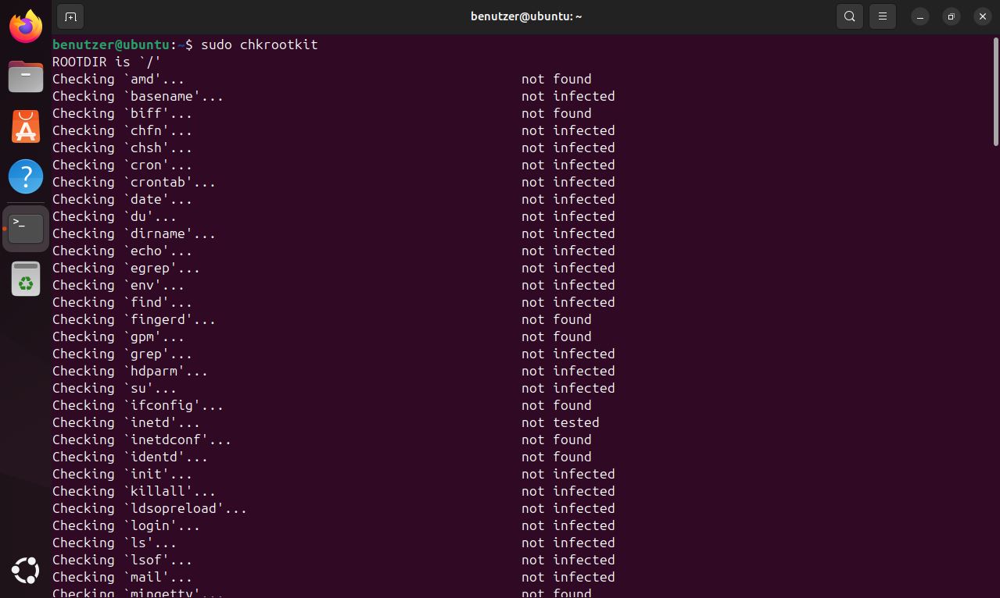 benutzer@ubuntu: ~
benutzer@ubuntu:~$ sudo chkrootkit
ROOTDIR is `/'
Checking `amd'... not found
Checking `basename'... not infected
Checking `biff'... not found
Checking `chfn'... not infected
Checking `chsh'... not infected
Checking `cron'... not infected
Checking `crontab'... not infected
Checking `date'... not infected
Checking `du'... not infected
Checking `dirname'... not infected
Checking `echo'... not infected
Checking `egrep'... not infected
Checking `env'... not infected
Checking `find'... not infected
Checking `fingerd'... not found
Checking `gpm'... not found
Checking `grep'... not infected
Checking `hdparm'... not infected
Checking `su'... not infected
Checking `ifconfig'... not found
Checking `inetd'... not tested
Checking `inetdconf'... not found
Checking `identd'... not found
Checking `init'... not infected
Checking `killall'... not infected
Checking `ldsopreload'... not infected
Checking `login'... not infected
Checking `ls'... not infected
Checking `lsof'... not infected
Checking `mail'... not infected
Checking `mingetty'... not found